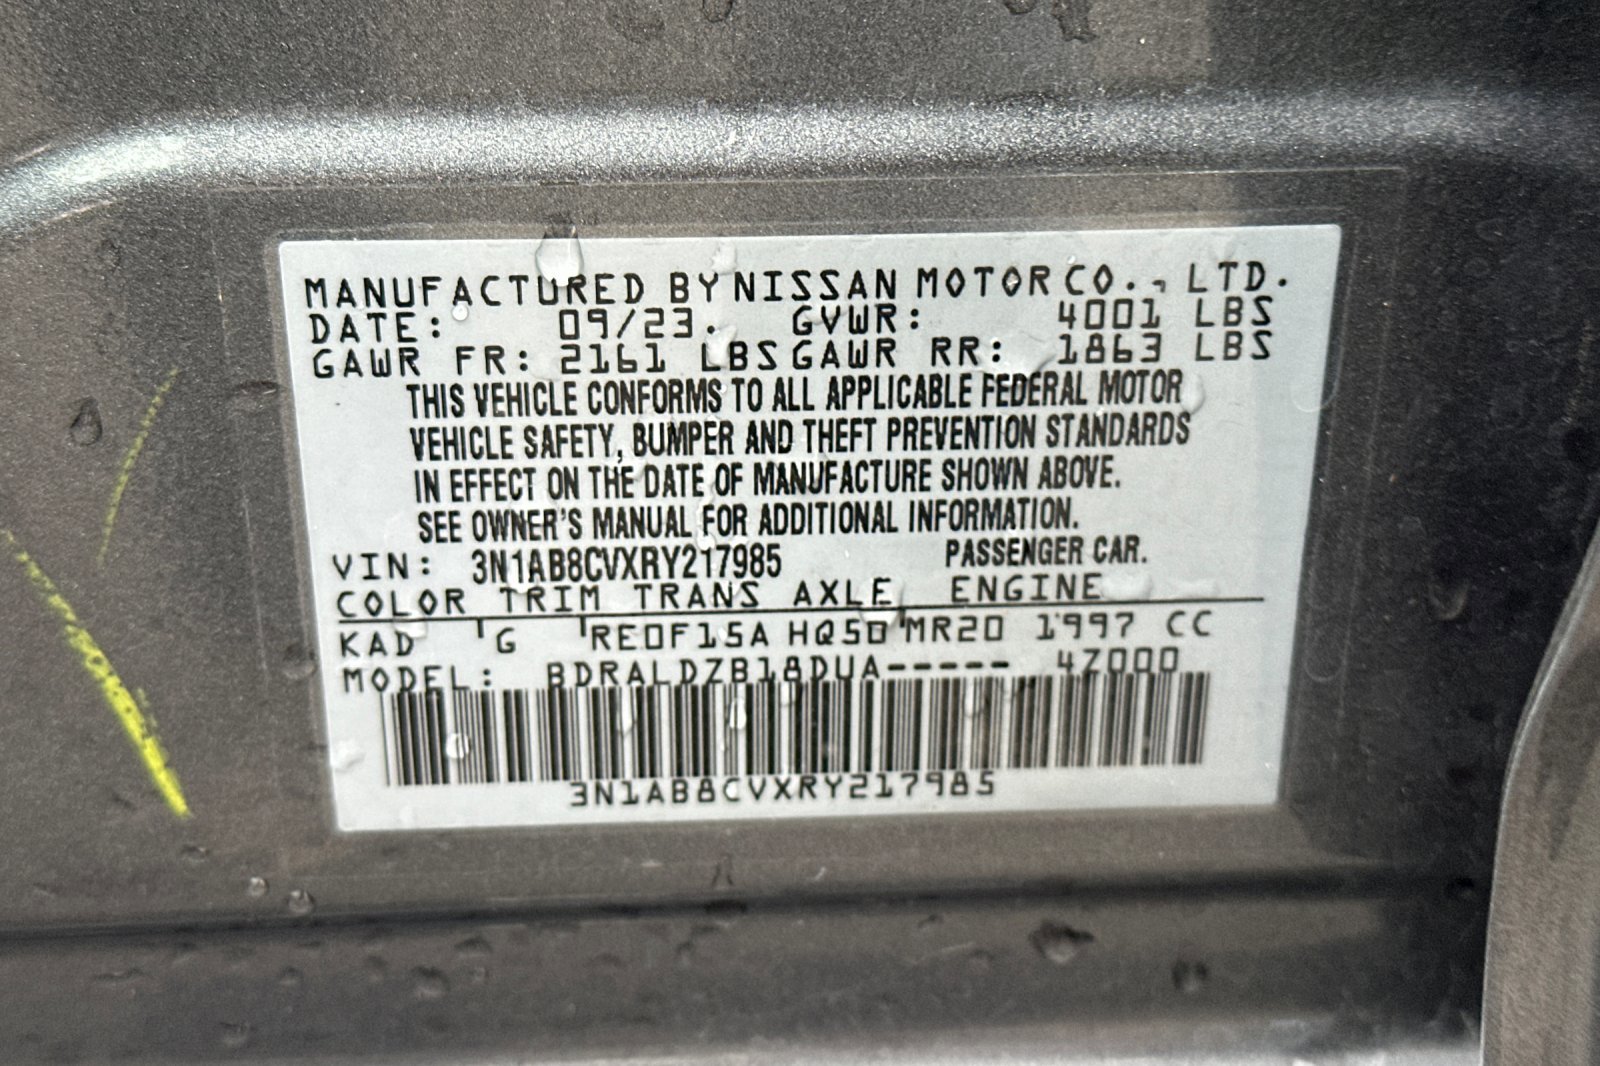 MANUFACTURED BY NISSAN MOTOR CO., LTD.
DATE: 09/23. GVWR: 4001 LBS
GAWR FR: 2161 LBS GAWR RR: 1863 LBS
THIS VEHICLE CONFORMS TO ALL APPLICABLE FEDERAL MOTOR
VEHICLE SAFETY, BUMPER AND THEFT PREVENTION STANDARDS
IN EFFECT ON THE DATE OF MANUFACTURE SHOWN ABOVE.
SEE OWNER'S MANUAL FOR ADDITIONAL INFORMATION.
VIN: 3N1AB8CVXRY217985 PASSENGER CAR.
COLOR TRIM TRANS AXLE ENGINE
KAD G RE0F15A HQ50 MR20 1997 CC
MODEL: BDRALDZB18DUA----- 4Z000
3N1AB8CVXRY217985